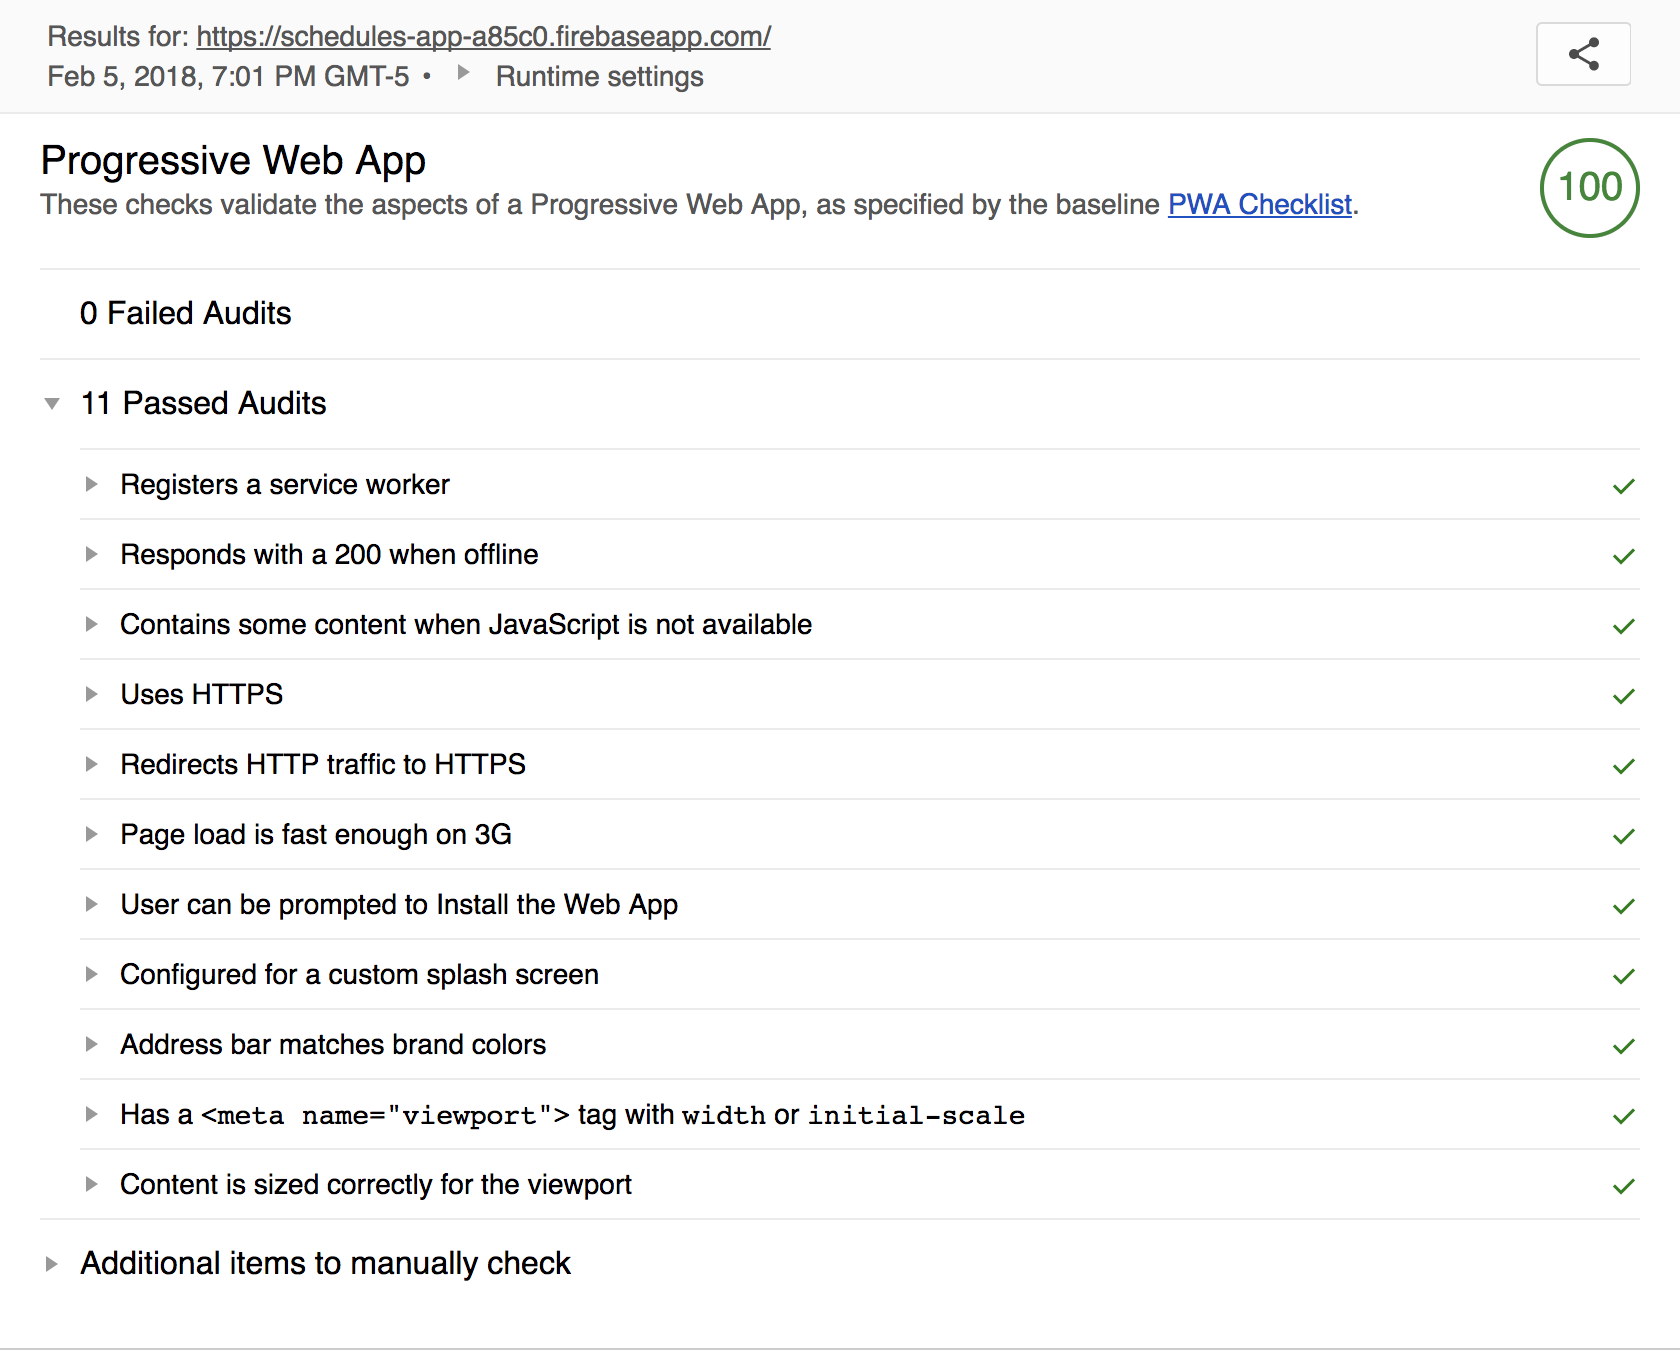 Results for: https://schedules-app-a85c0.firebaseapp.com/
Feb 5, 2018, 7:01 PM GMT-5 • Runtime settings
Progressive Web App
These checks validate the aspects of a Progressive Web App, as specified by the baseline PWA Checklist.
100
0 Failed Audits
11 Passed Audits
Registers a service worker
Responds with a 200 when offline
Contains some content when JavaScript is not available
Uses HTTPS
Redirects HTTP traffic to HTTPS
Page load is fast enough on 3G
User can be prompted to Install the Web App
Configured for a custom splash screen
Address bar matches brand colors
Has a <meta name="viewport"> tag with width or initial-scale
Content is sized correctly for the viewport
Additional items to manually check